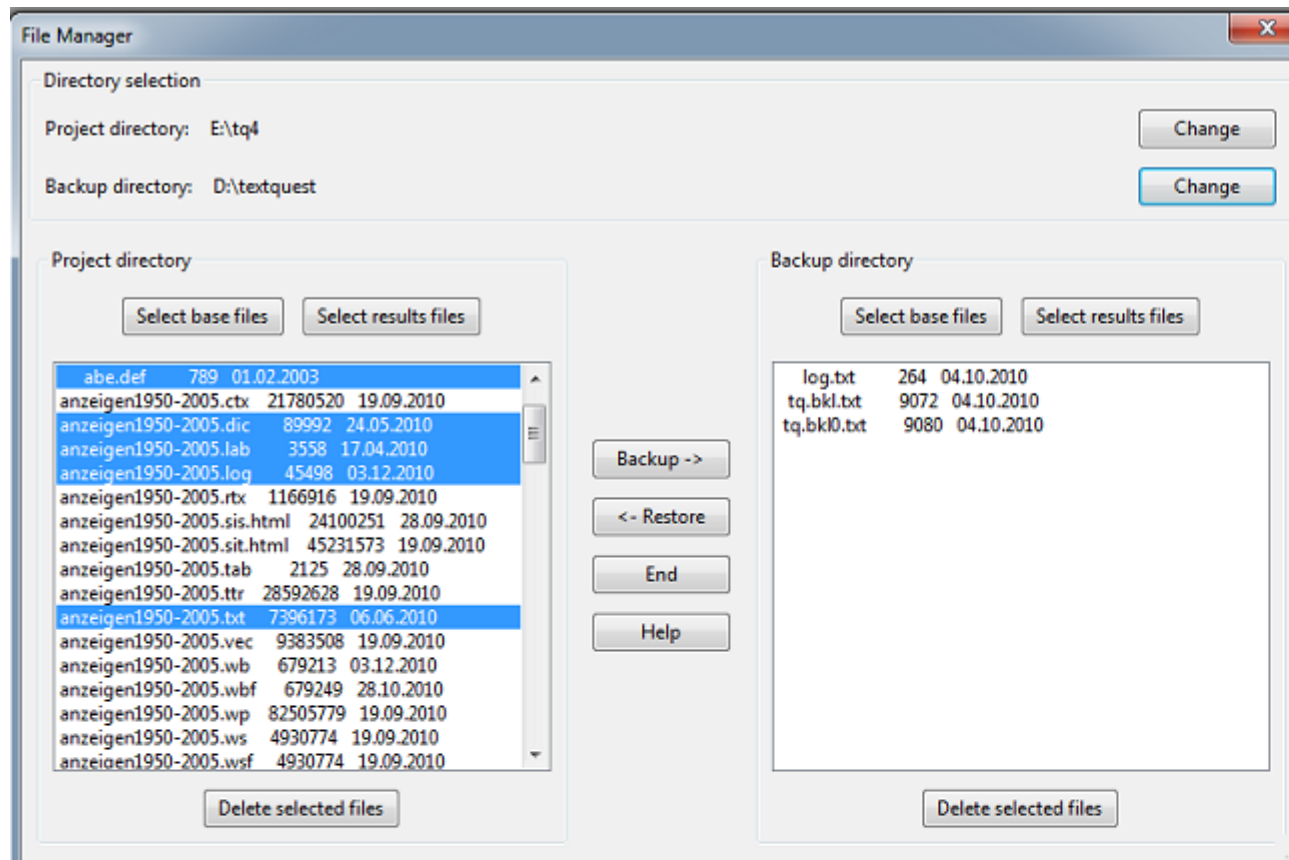 File Manager
Directory selection
Project directory: E:\tq4
Change
Backup directory: D:\textquest
Change
Project directory
Select base files Select results files
abe.def 789 01.02.2003
anzeigen1950-2005.ctx 21780520 19.09.2010
anzeigen1950-2005.dic 89992 24.05.2010
anzeigen1950-2005.lab 3558 17.04.2010
anzeigen1950-2005.log 45498 03.12.2010
anzeigen1950-2005.rtx 1166916 19.09.2010
anzeigen1950-2005.sis.html 24100251 28.09.2010
anzeigen1950-2005.sit.html 45231573 19.09.2010
anzeigen1950-2005.tab 2125 28.09.2010
anzeigen1950-2005.ttr 28592628 19.09.2010
anzeigen1950-2005.txt 7396173 06.06.2010
anzeigen1950-2005.vec 9383508 19.09.2010
anzeigen1950-2005.wb 679213 03.12.2010
anzeigen1950-2005.wbf 679249 28.10.2010
anzeigen1950-2005.wp 82505779 19.09.2010
anzeigen1950-2005.ws 4930774 19.09.2010
anzeigen1950-2005.wsf 4930774 19.09.2010
Delete selected files
Backup ->
<- Restore
End
Help
Backup directory
Select base files Select results files
log.txt 264 04.10.2010
tq.bkl.txt 9072 04.10.2010
tq.bkl0.txt 9080 04.10.2010
Delete selected files